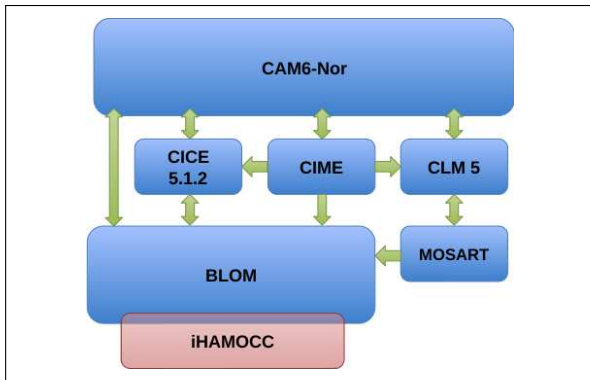 CAM6-Nor
CICE
5.1.2
CIME
CLM 5
MOSART
BLOM
iHAMOCC